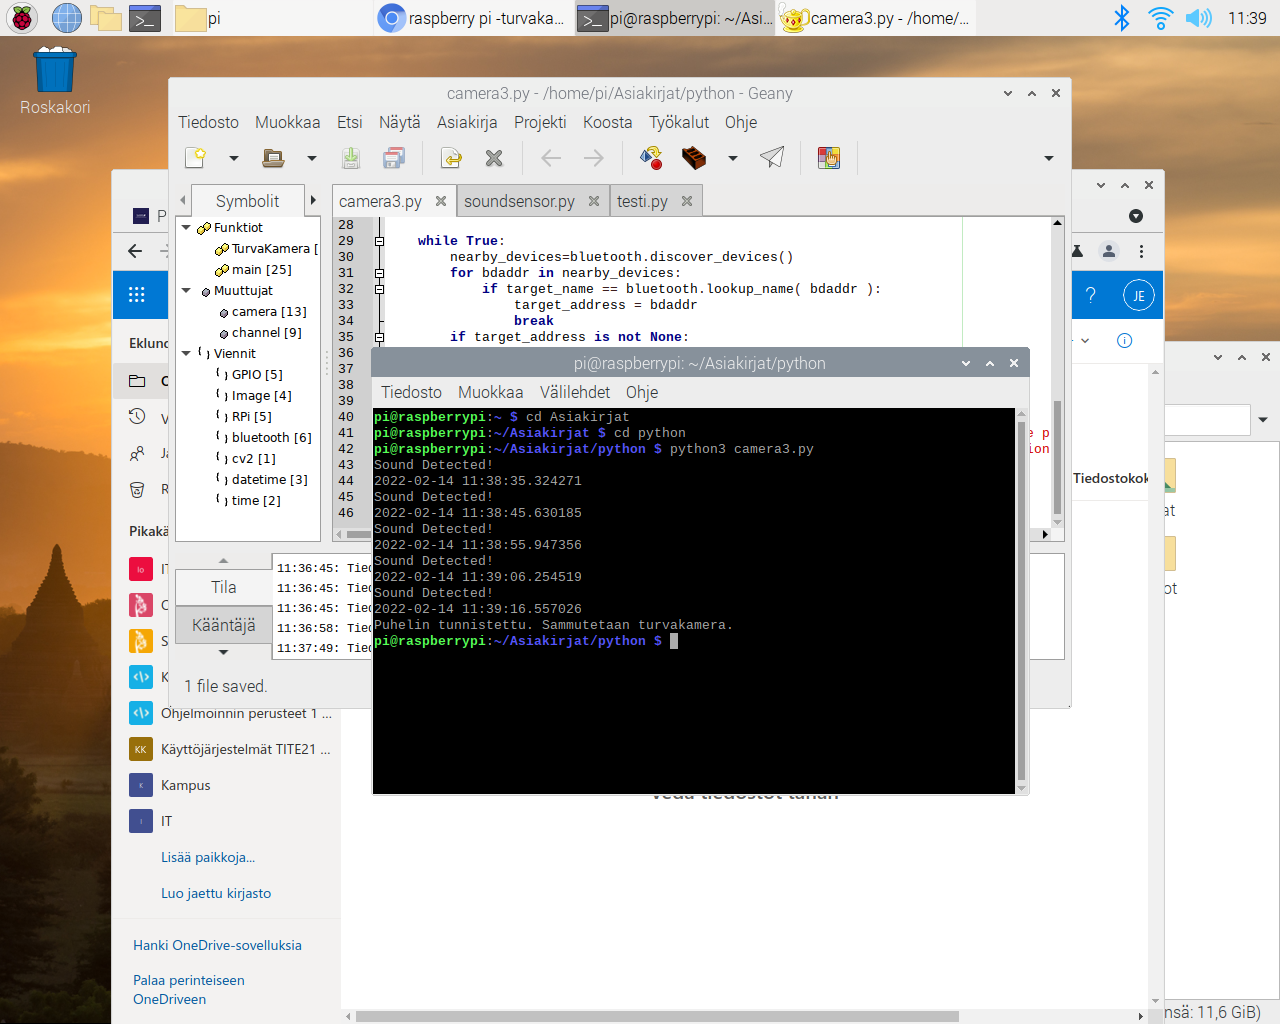 pi
raspberry pi -turvaka...
pi@raspberrypi: ~/Asi...
camera3.py - /home/...
11:39
Roskakori
camera3.py - /home/pi/Asiakirjat/python - Geany
Tiedosto Muokkaa Etsi Näytä Asiakirja Projekti Koosta Työkalut Ohje
Symbolit
camera3.py
soundsensor.py
testi.py
Funktiot
TurvaKamera [
main [25]
Muuttujat
camera [13]
channel [9]
Viennit
GPIO [5]
Image [4]
RPi [5]
bluetooth [6]
cv2 [1]
datetime [3]
time [2]
28
29 while True:
30 nearby_devices=bluetooth.discover_devices()
31 for bdaddr in nearby_devices:
32 if target_name == bluetooth.lookup_name( bdaddr ):
33 target_address = bdaddr
34 break
35 if target_address is not None:
36
37
38
39
40
41
42
43
44
45
46
e p
ion
Tila
Kääntäjä
11:36:45: Tied
11:36:45: Tied
11:36:45: Tied
11:36:58: Tied
11:37:49: Tied
1 file saved.
pi@raspberrypi: ~/Asiakirjat/python
Tiedosto Muokkaa Välilehdet Ohje
pi@raspberrypi:~ $ cd Asiakirjat
pi@raspberrypi:~/Asiakirjat $ cd python
pi@raspberrypi:~/Asiakirjat/python $ python3 camera3.py
Sound Detected!
2022-02-14 11:38:35.324271
Sound Detected!
2022-02-14 11:38:45.630185
Sound Detected!
2022-02-14 11:38:55.947356
Sound Detected!
2022-02-14 11:39:06.254519
Sound Detected!
2022-02-14 11:39:16.557026
Puhelin tunnistettu. Sammutetaan turvakamera.
pi@raspberrypi:~/Asiakirjat/python $
P
JE
Eklund
Pikakä
Io
KK
Ohjelmoinnin perusteet 1 ...
Käyttöjärjestelmät TITE21 ...
K
Kampus
I
IT
Lisää paikkoja...
Luo jaettu kirjasto
Hanki OneDrive-sovelluksia
Palaa perinteiseen
OneDriveen
Tiedostokok
at
ot
nsä: 11,6 GiB)